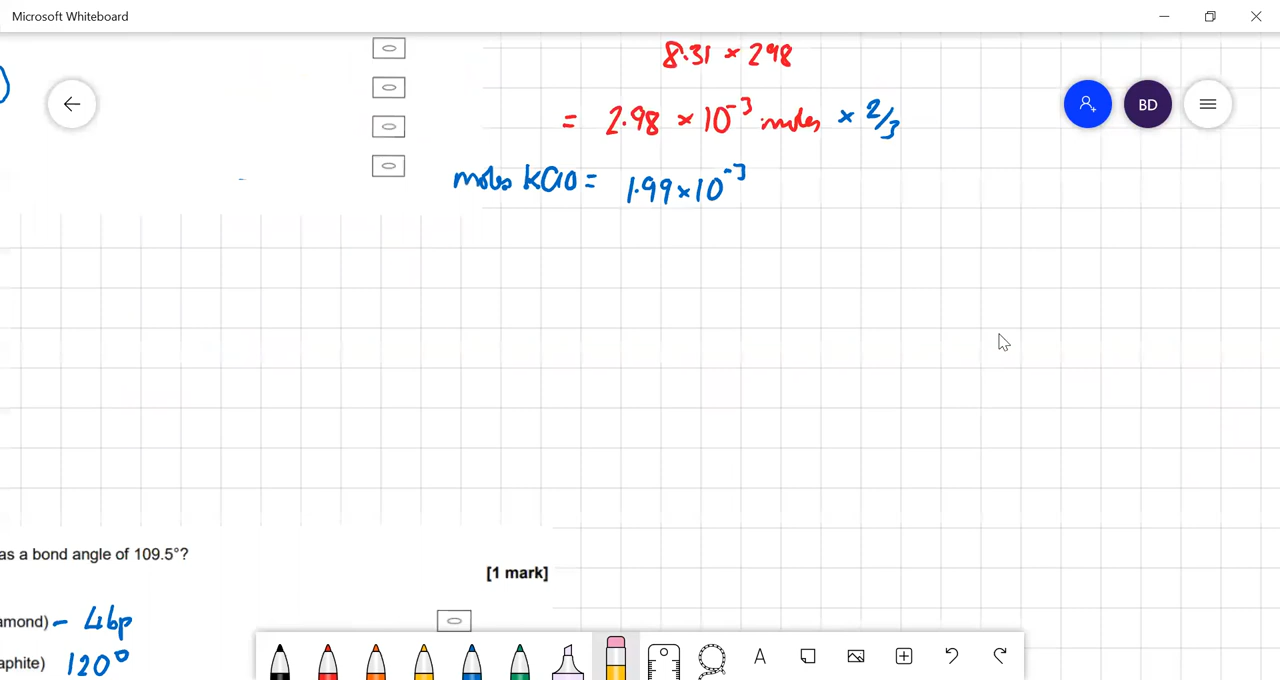 Microsoft Whiteboard
8.31 × 298
= 2.98 × 10⁻³ moles × 2/3
BD
moles KClO = 1.99 × 10⁻³
as a bond angle of 109.5°?
[1 mark]
amond) – 4bp
aphite) 120°
A